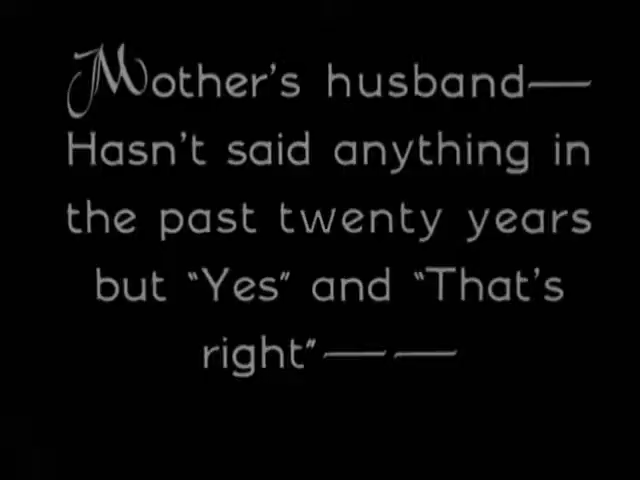 Mother's husband—
Hasn't said anything in
the past twenty years
but "Yes" and "That's
right"— —